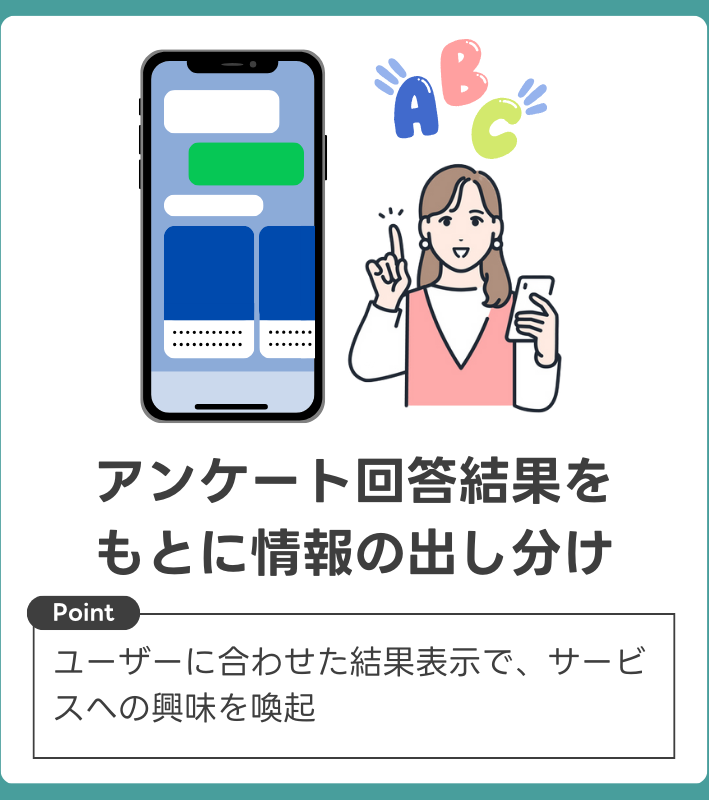 ABC
アンケート回答結果を
もとに情報の出し分け
Point
ユーザーに合わせた結果表示で、サービ
スへの興味を喚起